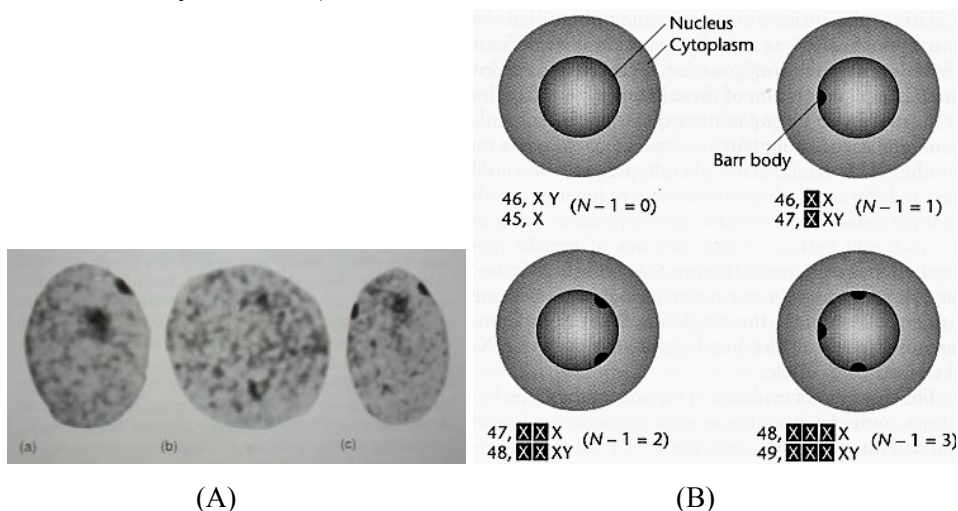 Nucleus
Cytoplasm
Barr body
46, X Y (N – 1 = 0)
45, X
46, X X (N – 1 = 1)
47, X XY
47, X X X (N – 1 = 2)
48, X X XY
48, X X X X (N – 1 = 3)
49, X X X XY
(a) (b) (c)
(A) (B)